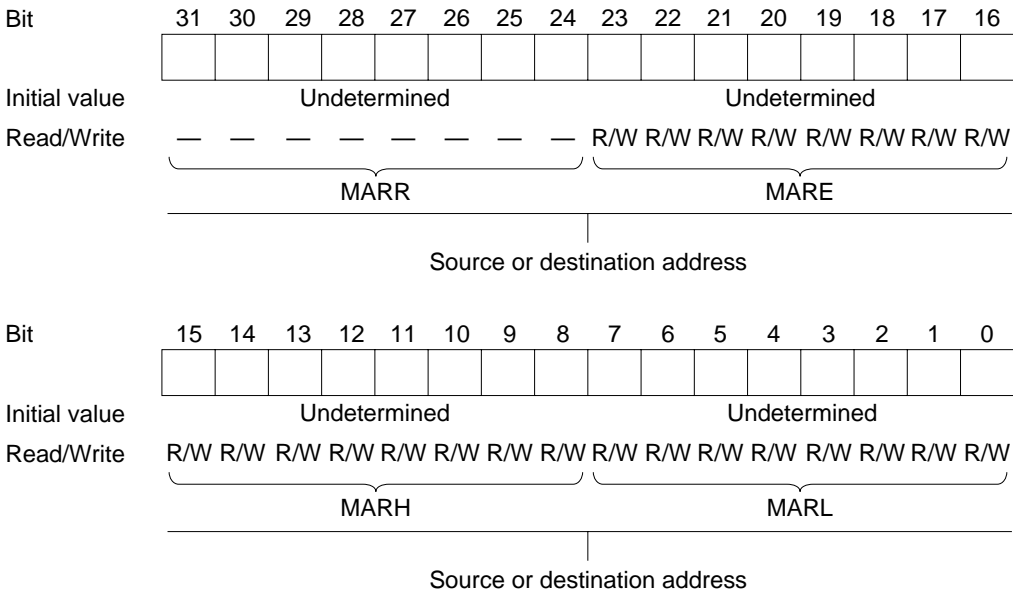 Bit 31 30 29 28 27 26 25 24 23 22 21 20 19 18 17 16
Initial value Undetermined Undetermined
Read/Write — — — — — — — — R/W R/W R/W R/W R/W R/W R/W R/W
MARR MARE
Source or destination address
Bit 15 14 13 12 11 10 9 8 7 6 5 4 3 2 1 0
Initial value Undetermined Undetermined
Read/Write R/W R/W R/W R/W R/W R/W R/W R/W R/W R/W R/W R/W R/W R/W R/W R/W
MARH MARL
Source or destination address